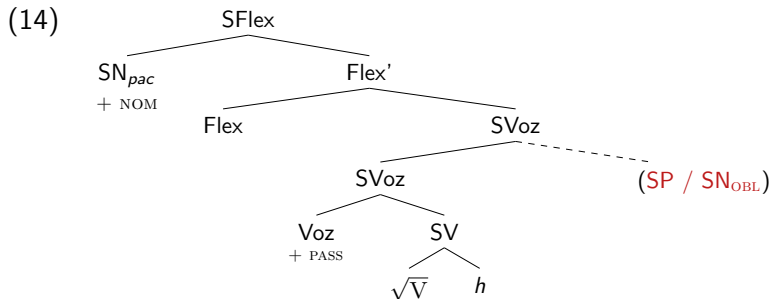 (14) SFlex
SN_pac Flex'
+ NOM
Flex SVoz
SVoz (SP / SN_OBL)
Voz SV
+ PASS
√V h